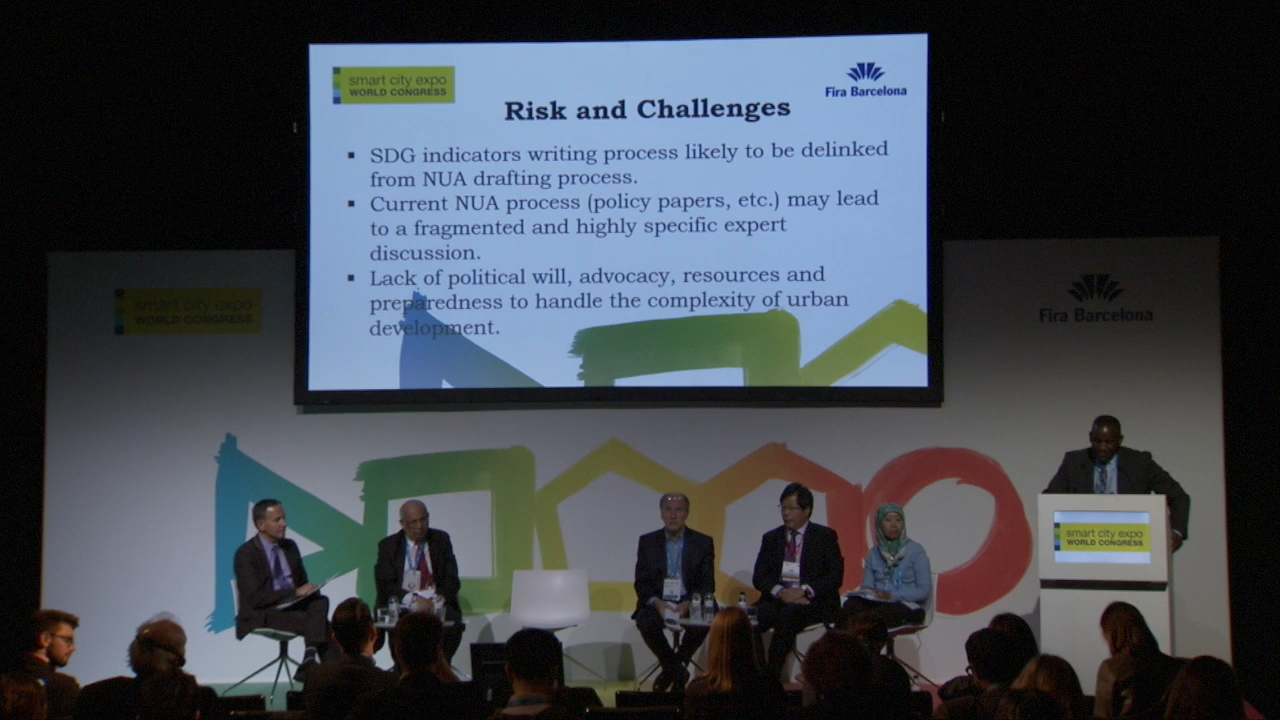 smart city expo
WORLD CONGRESS
Fira Barcelona
Risk and Challenges
▪ SDG indicators writing process likely to be delinked
from NUA drafting process.
▪ Current NUA process (policy papers, etc.) may lead
to a fragmented and highly specific expert
discussion.
▪ Lack of political will, advocacy, resources and
preparedness to handle the complexity of urban
development.
smart city expo
WORLD CONGRESS
Fira Barcelona
smart city expo
WORLD CONGRESS